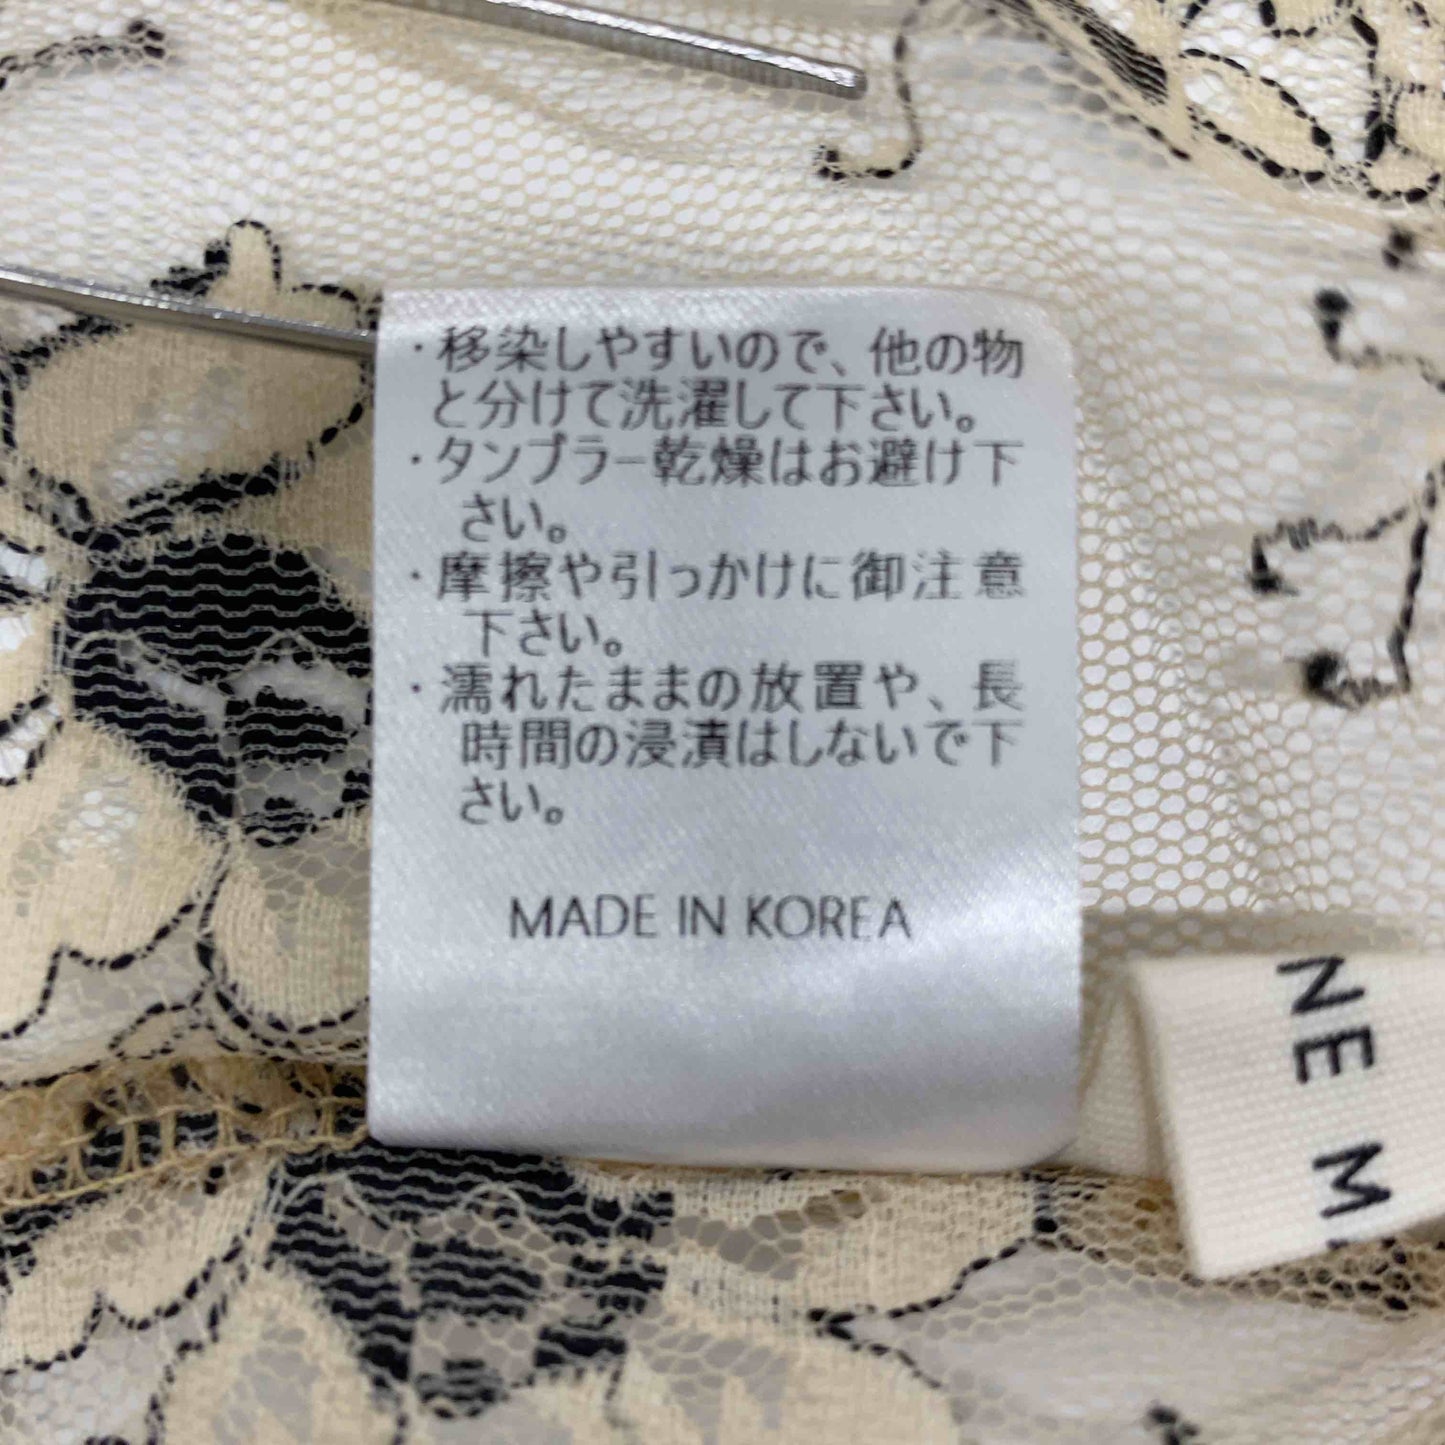 ・移染しやすいので、他の物
と分けて洗濯して下さい。
・タンブラー乾燥はお避け下
さい。
・摩擦や引っかけに御注意
下さい。
・濡れたままの放置や、長
時間の浸漬はしないで下
さい。
MADE IN KOREA
NE M